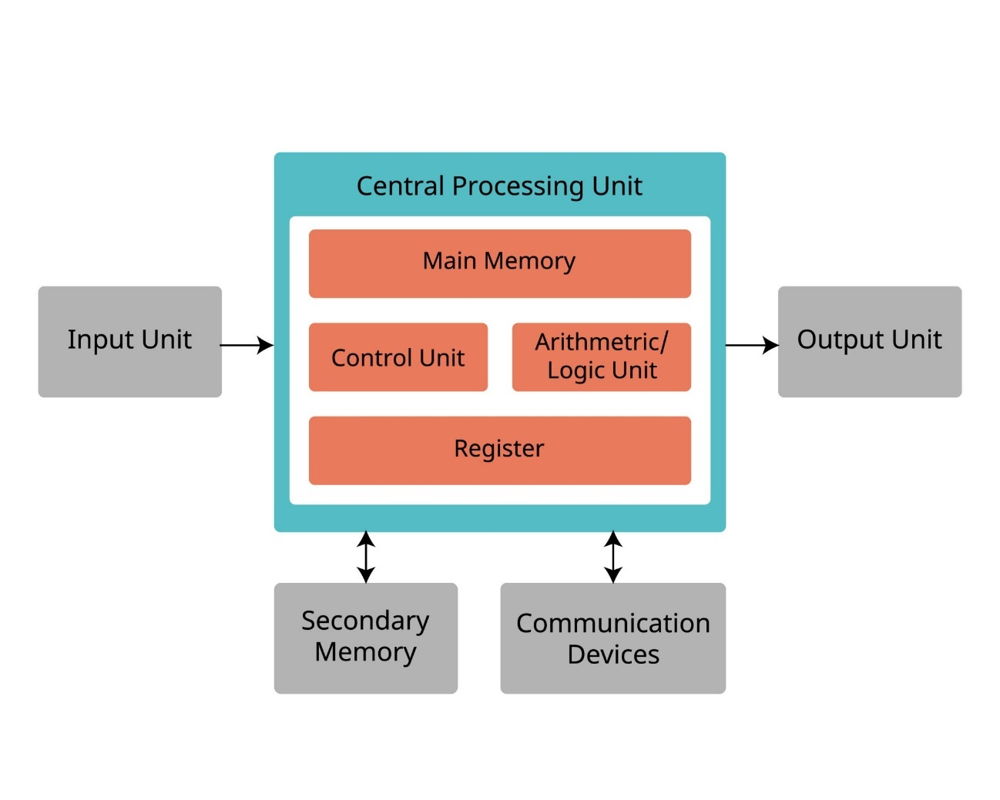 Central Processing Unit
Main Memory
Input Unit
Control Unit
Arithmetric/
Logic Unit
Output Unit
Register
Secondary
Memory
Communication
Devices